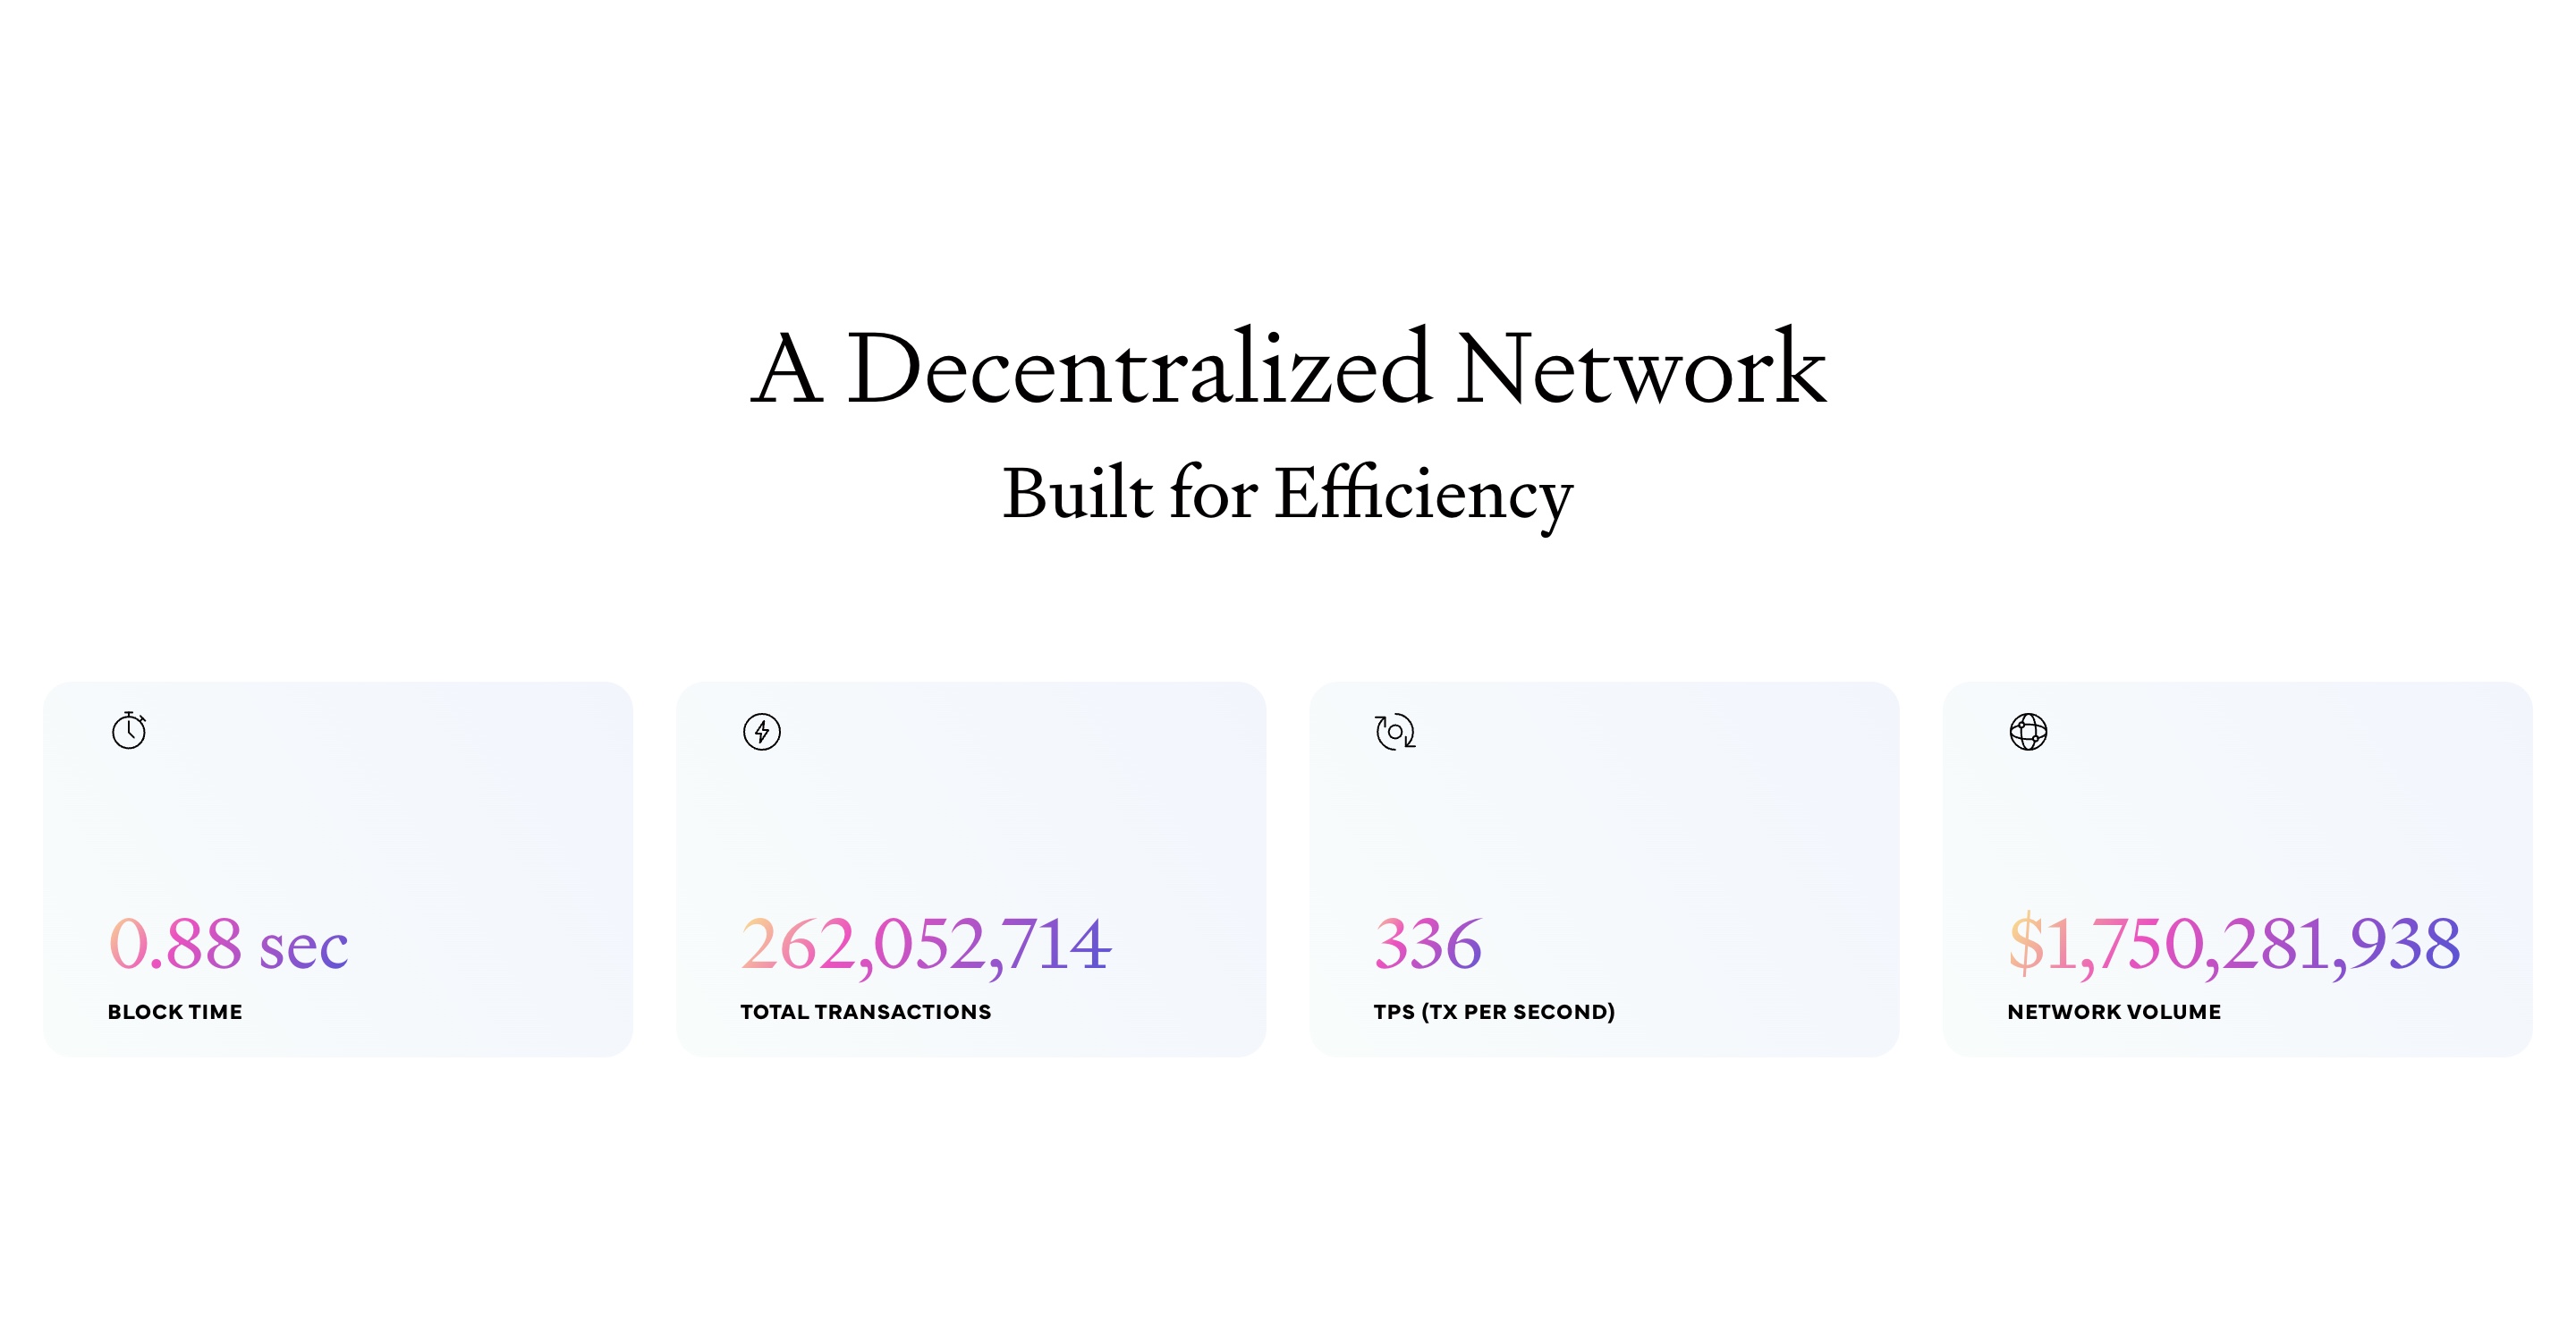 A Decentralized Network
Built for Efficiency
0.88 sec
BLOCK TIME
262,052,714
TOTAL TRANSACTIONS
336
TPS (TX PER SECOND)
$1,750,281,938
NETWORK VOLUME